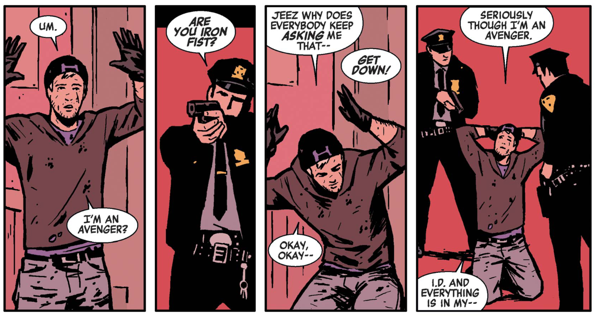 UM.
I'M AN
AVENGER?
ARE
YOU IRON
FIST?
JEEZ WHY DOES
EVERYBODY KEEP
ASKING ME
THAT--
GET
DOWN!
OKAY,
OKAY--
SERIOUSLY
THOUGH I'M AN
AVENGER.
I.D. AND
EVERYTHING
IS IN MY--